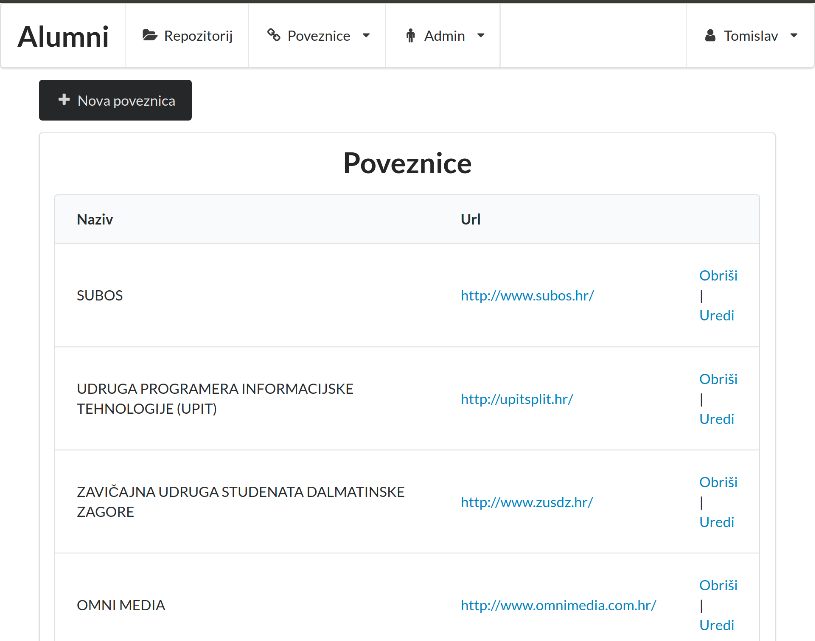 Alumni Repozitorij Poveznice Admin Tomislav
Nova poveznica
Poveznice
Naziv Url
SUBOS http://www.subos.hr/ Obriši
|
Uredi
UDRUGA PROGRAMERA INFORMACIJSKE
TEHNOLOGIJE (UPIT) http://upitsplit.hr/ Obriši
|
Uredi
ZAVIČAJNA UDRUGA STUDENATA DALMATINSKE
ZAGORE http://www.zusdz.hr/ Obriši
|
Uredi
OMNI MEDIA http://www.omnimedia.com.hr/ Obriši
|
Uredi